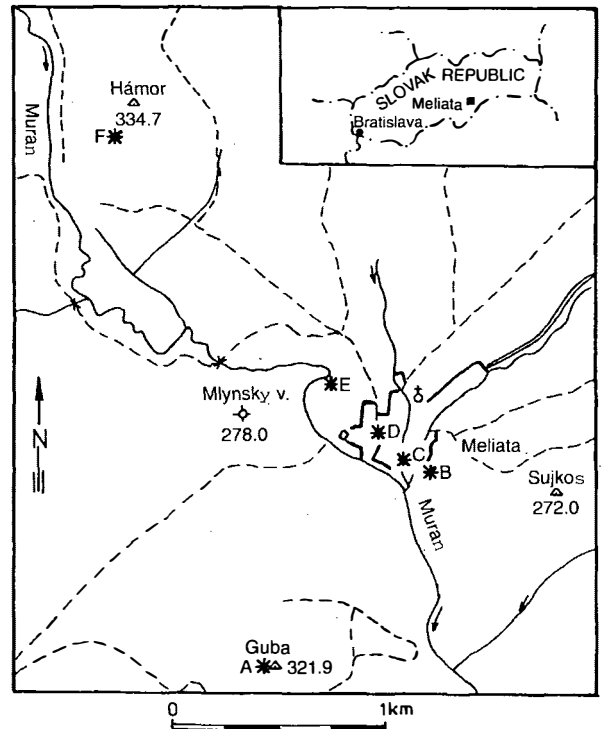 Hámor
334.7
F
Muran
SLOVAK REPUBLIC
Meliata
Bratislava
E
Mlynsky v.
278.0
D
C
B
Meliata
Sujkos
272.0
N
Muran
Guba
A 321.9
0 1km